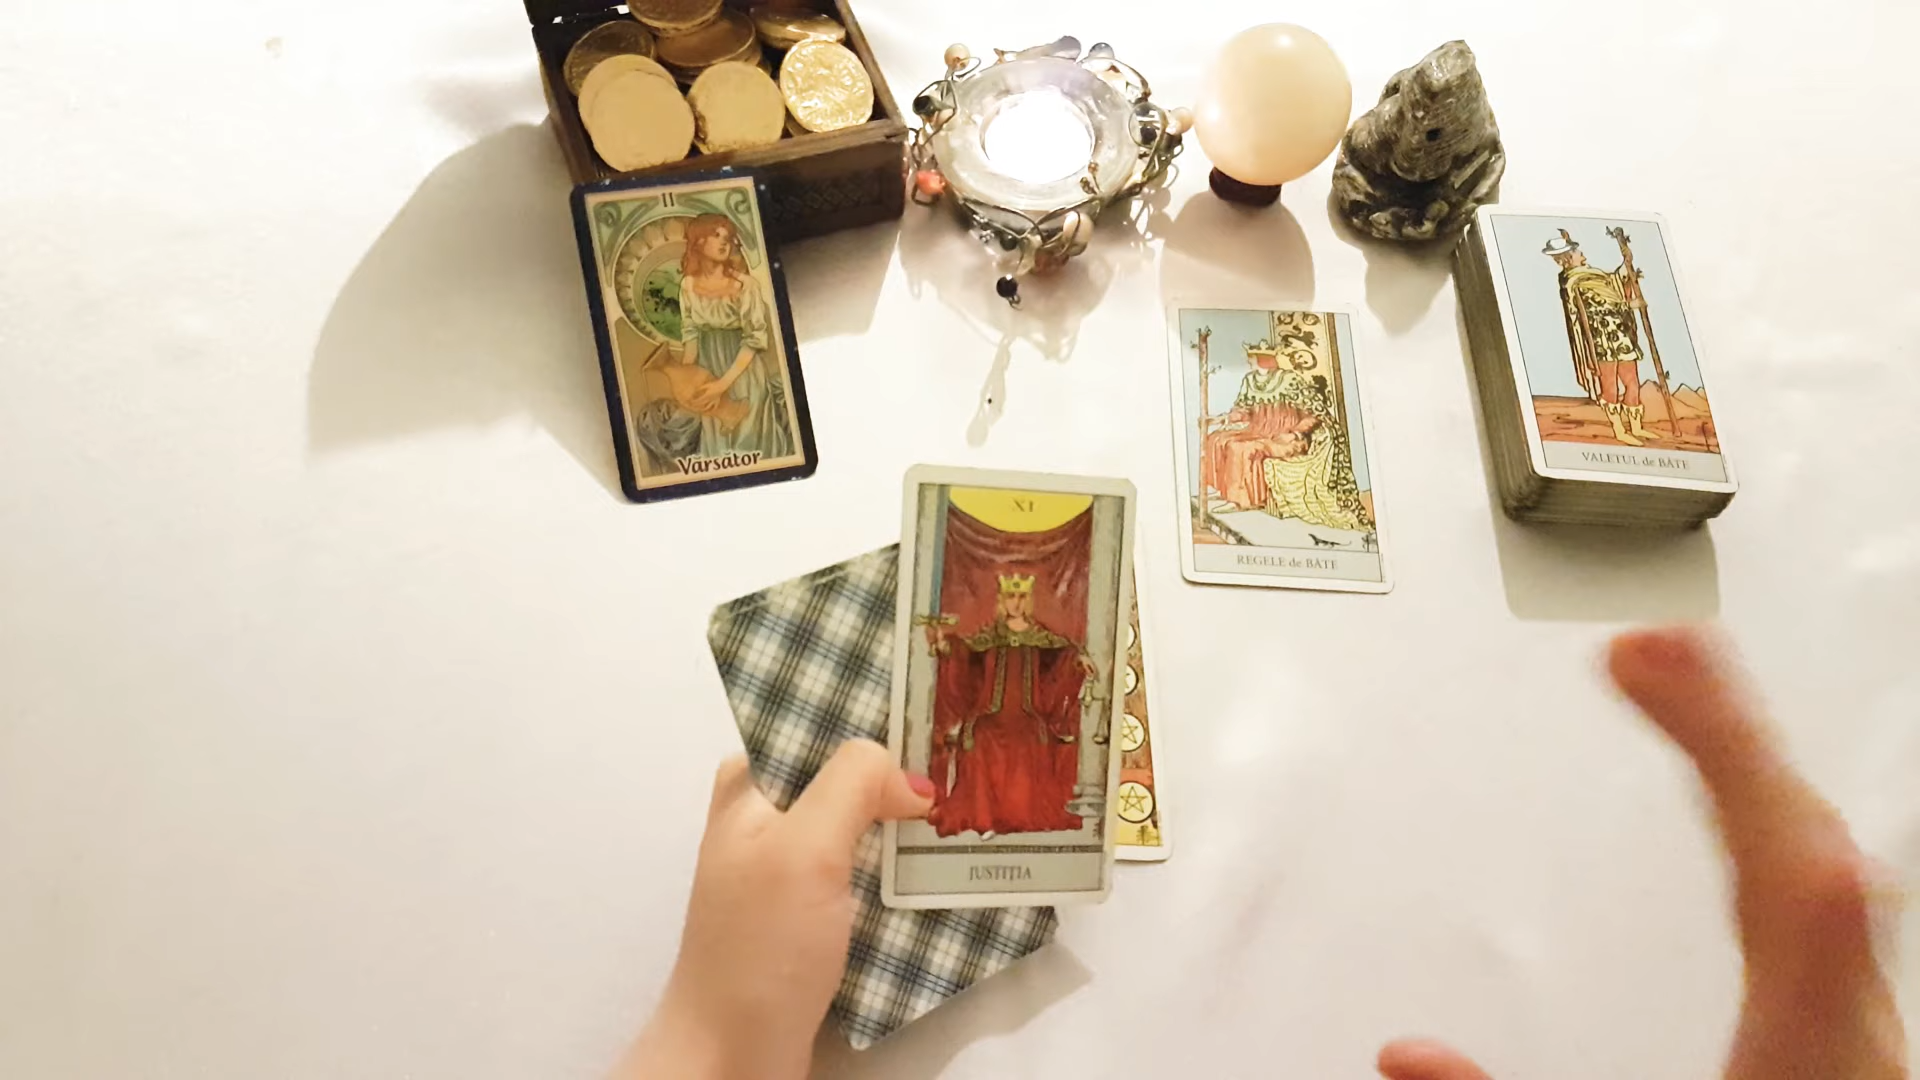 II
Vărsător
REGELE de BÂTE
VALETUL de BÂTE
XI
JUSTIȚIA